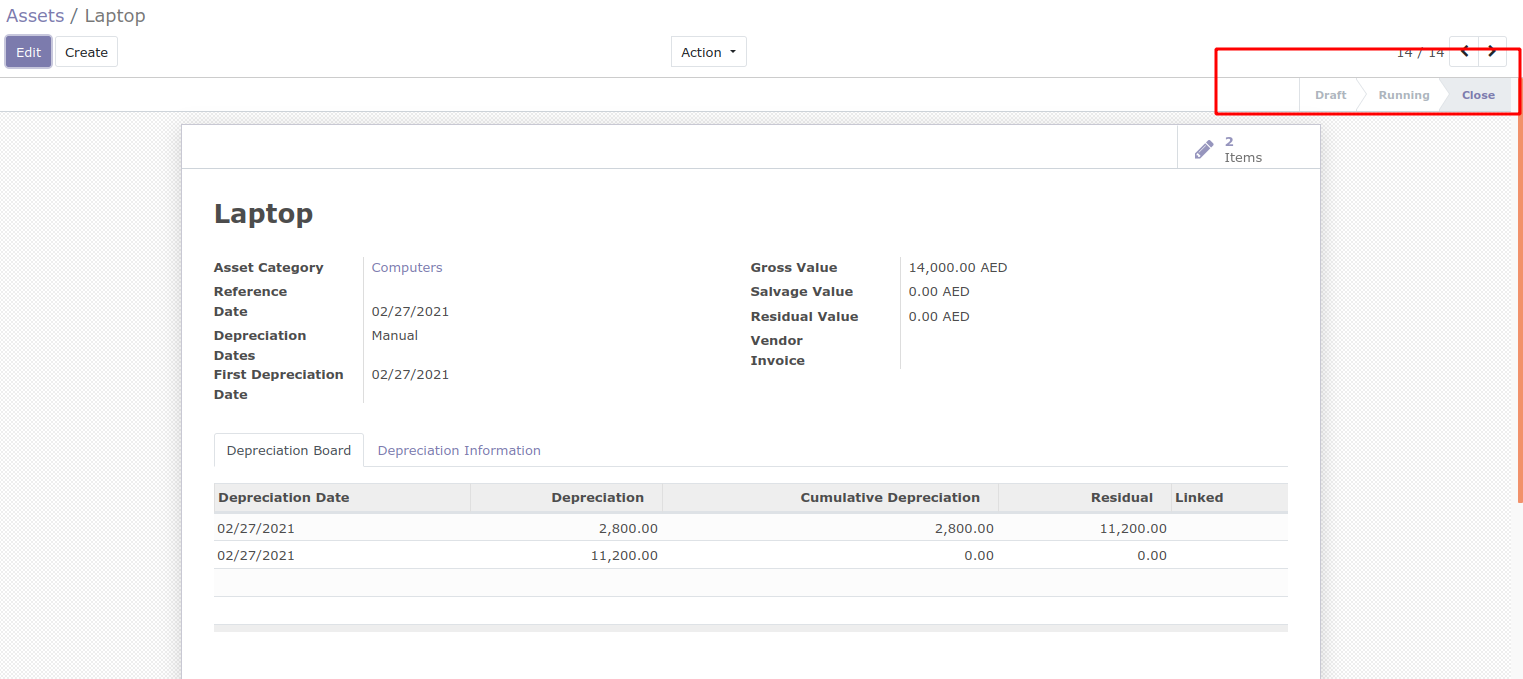 Assets / Laptop
Edit Create Action 14 / 14
Draft Running Close
2
Items
Laptop
Asset Category Computers
Reference
Date 02/27/2021
Depreciation Dates Manual
First Depreciation Date 02/27/2021
Gross Value 14,000.00 AED
Salvage Value 0.00 AED
Residual Value 0.00 AED
Vendor
Invoice
Depreciation Board Depreciation Information
Depreciation Date Depreciation Cumulative Depreciation Residual Linked
02/27/2021 2,800.00 2,800.00 11,200.00
02/27/2021 11,200.00 0.00 0.00